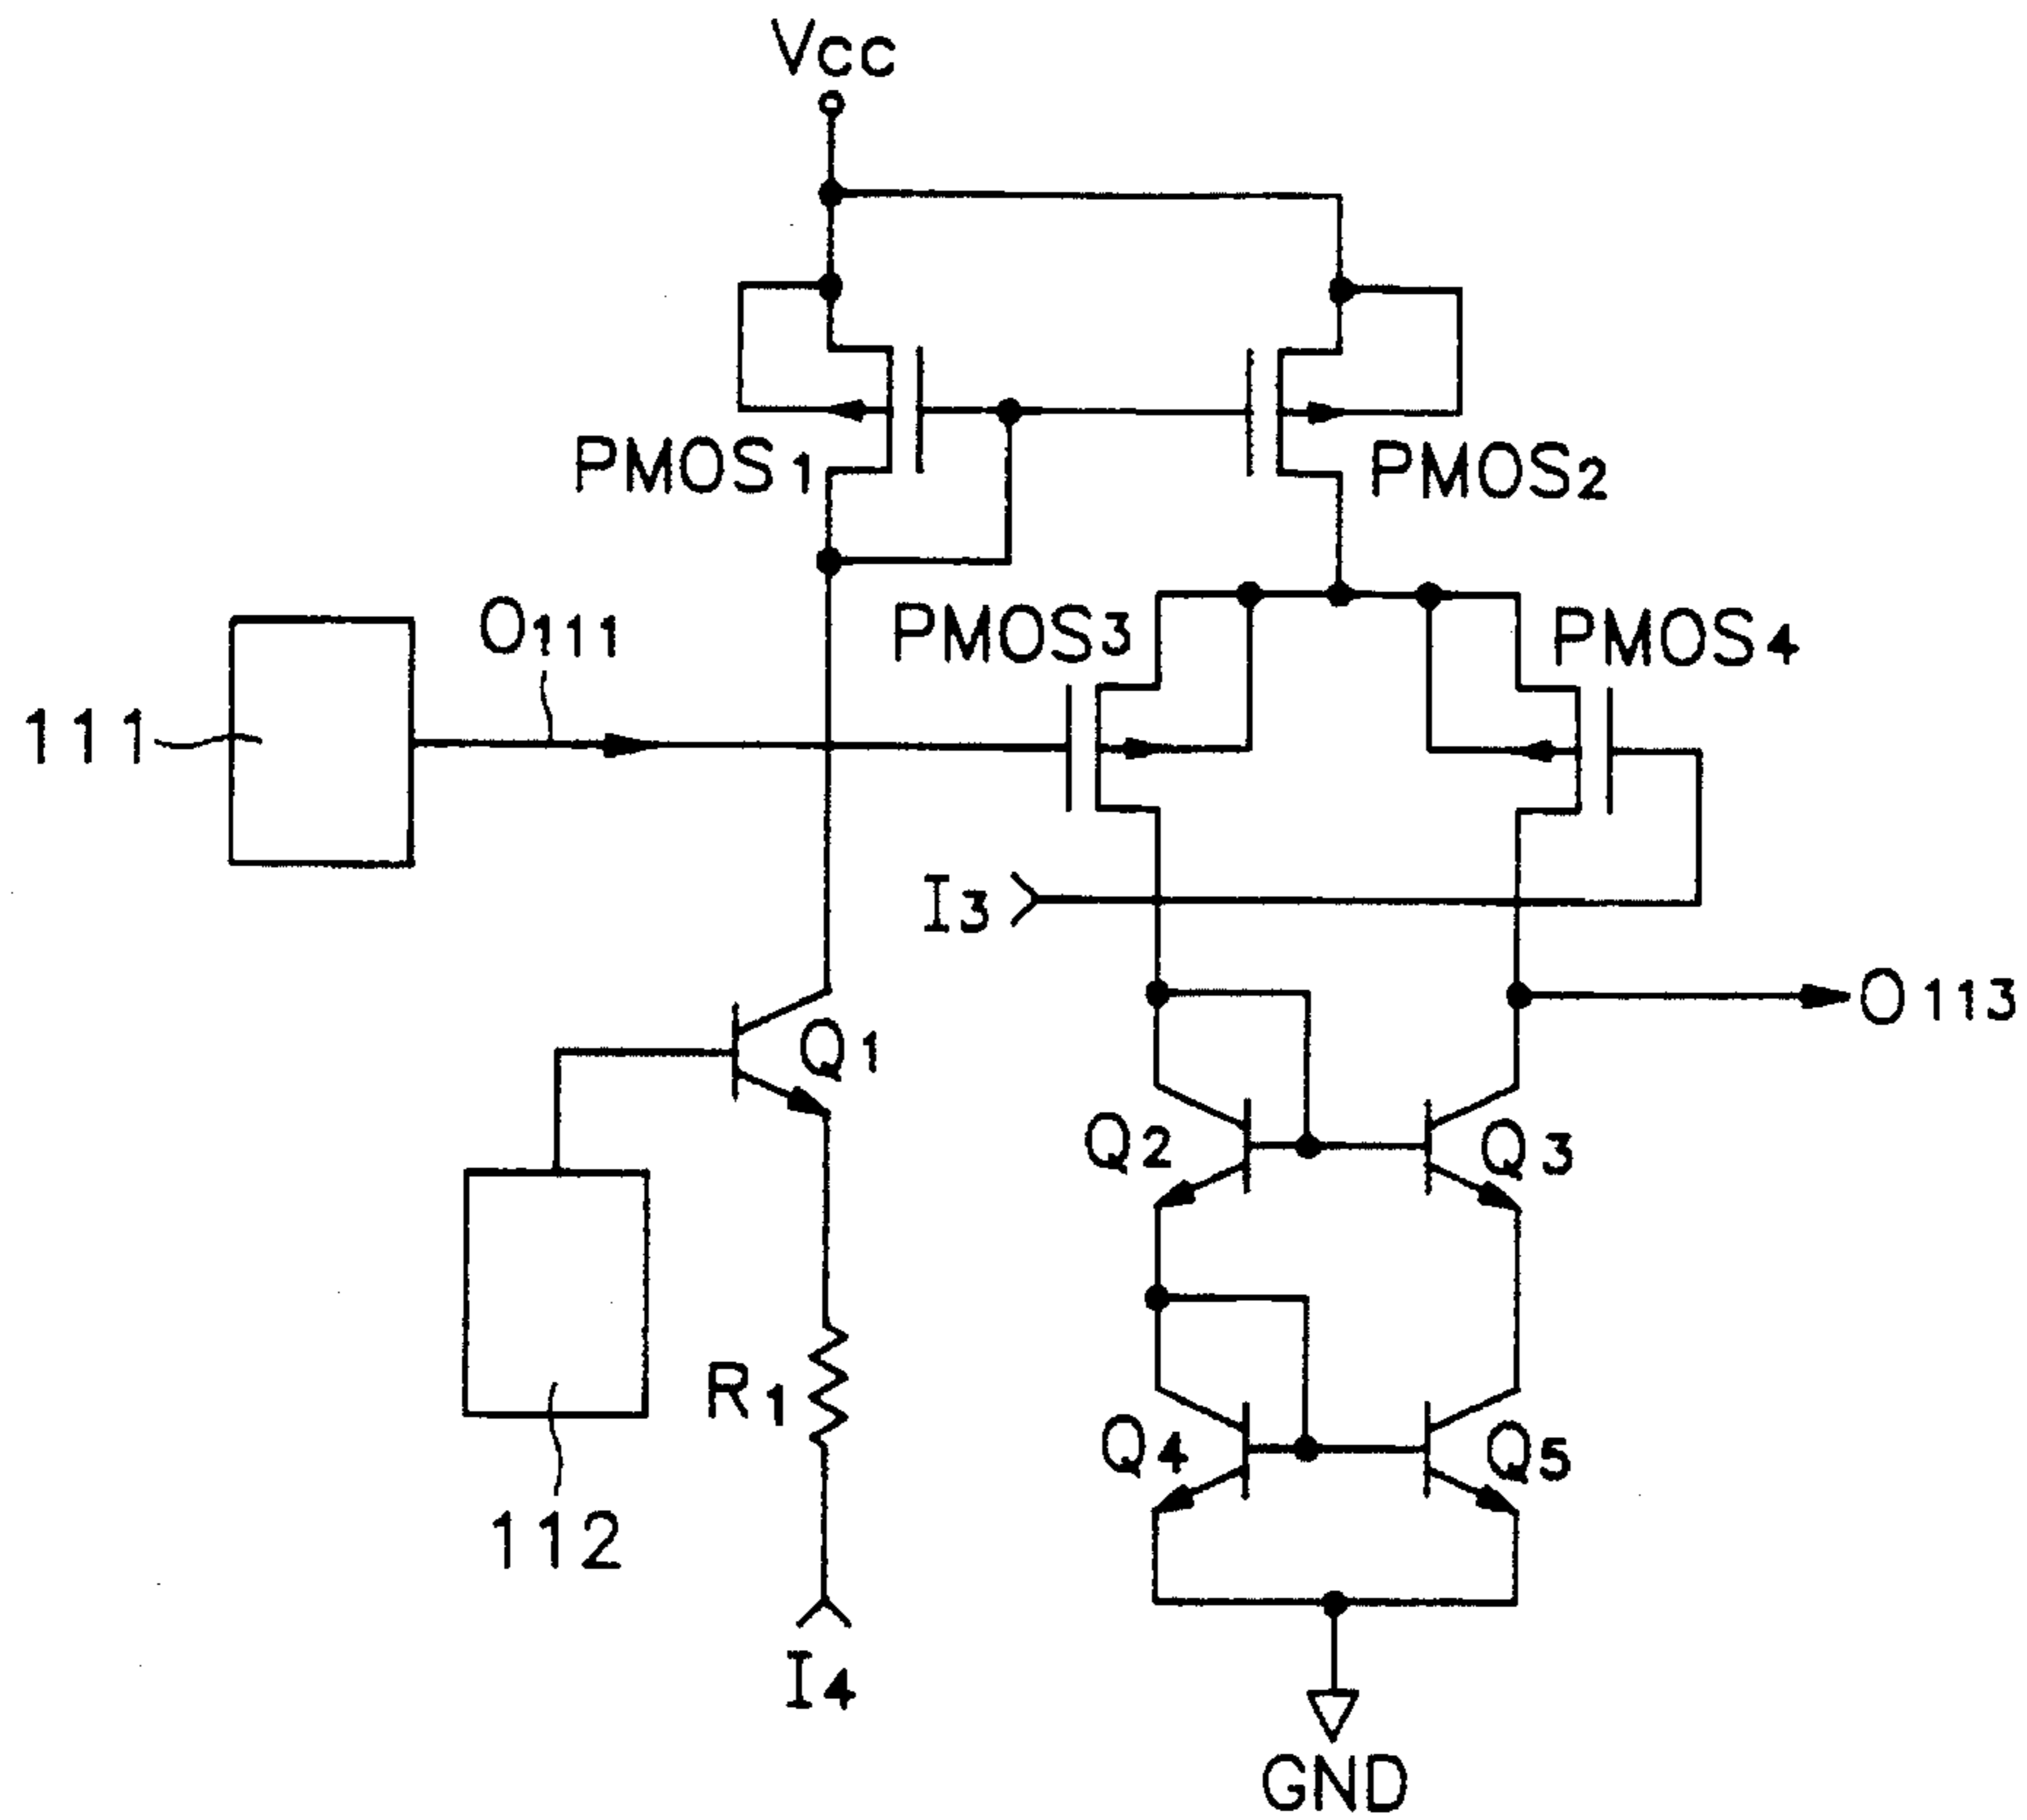 Vcc
PMOS1
PMOS2
O111
PMOS3
PMOS4
111
I3
O113
Q1
Q2
Q3
R1
Q4
Q5
112
I4
GND